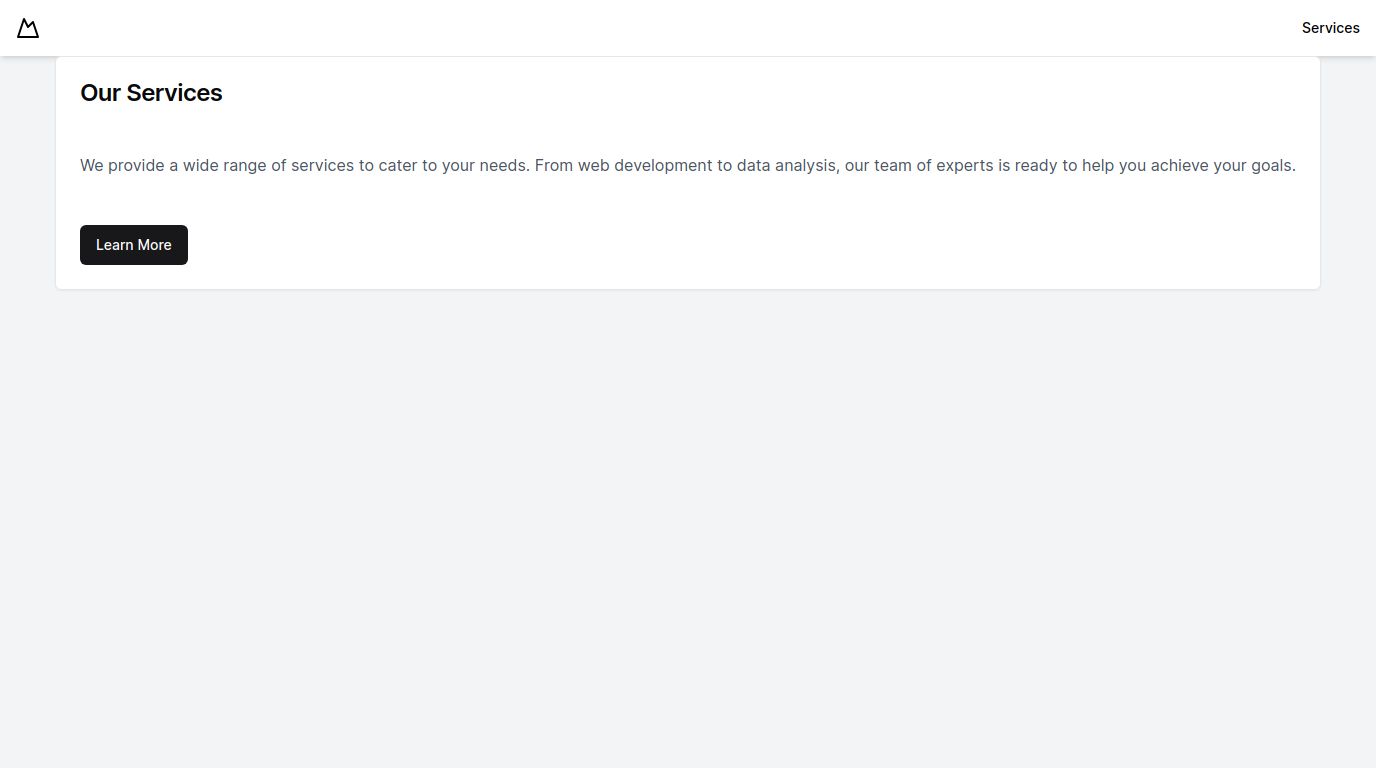 Services
Our Services
We provide a wide range of services to cater to your needs. From web development to data analysis, our team of experts is ready to help you achieve your goals.
Learn More